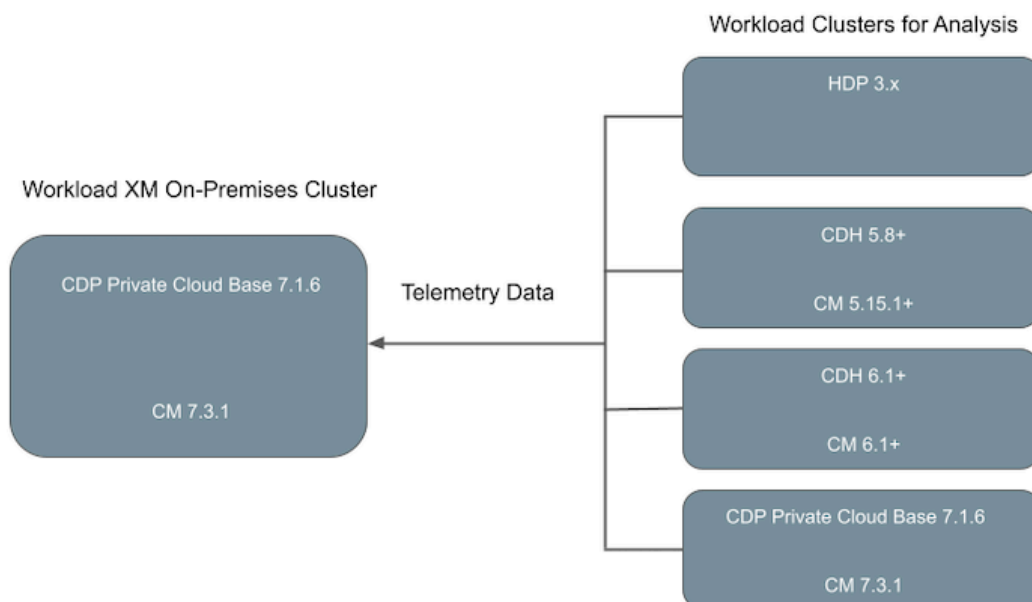 Workload Clusters for Analysis
HDP 3.x
Workload XM On-Premises Cluster
CDP Private Cloud Base 7.1.6
CM 7.3.1
Telemetry Data
CDH 5.8+
CM 5.15.1+
CDH 6.1+
CM 6.1+
CDP Private Cloud Base 7.1.6
CM 7.3.1